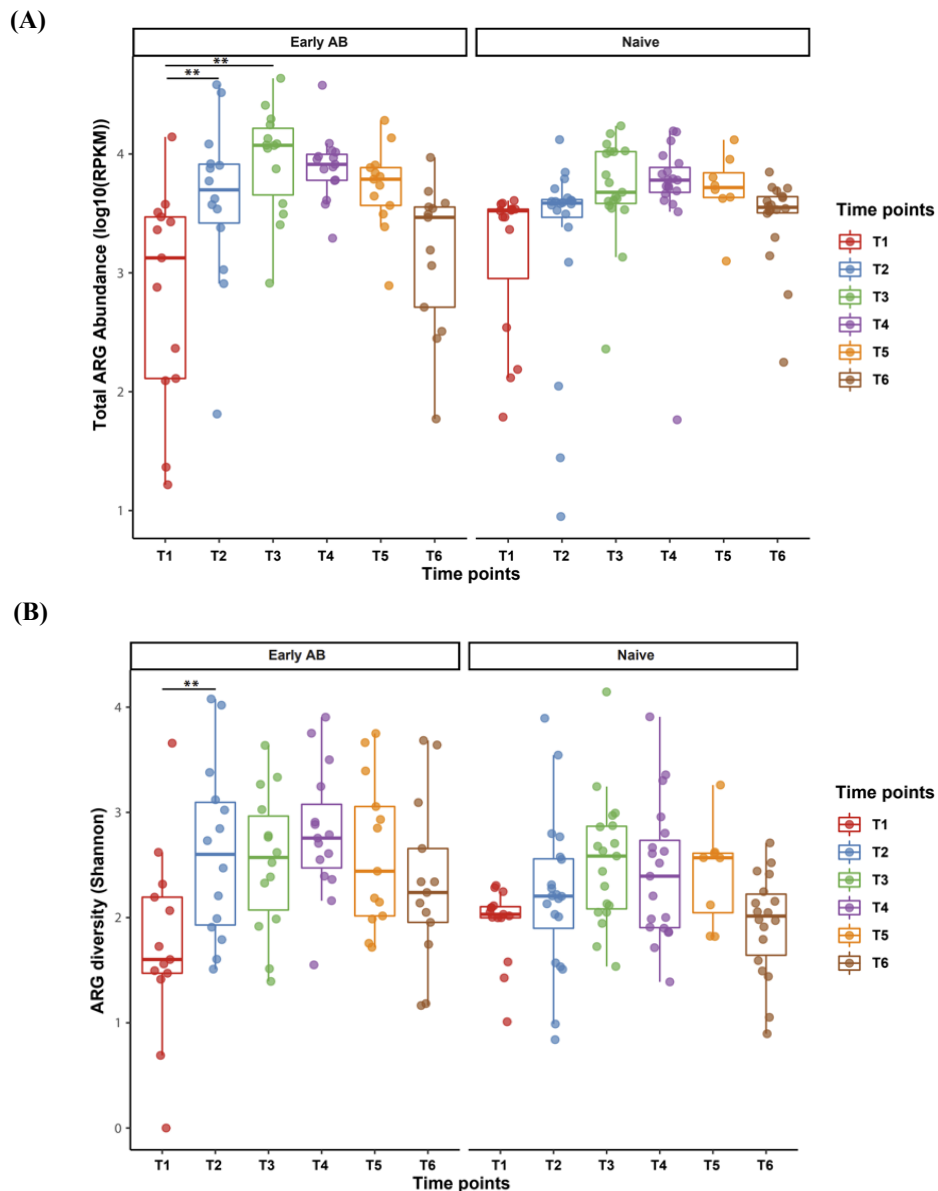 (A)
Early AB
Naive
**
**
Total ARG Abundance (log10(RPKM)
4
3
2
1
T1 T2 T3 T4 T5 T6 T1 T2 T3 T4 T5 T6
Time points
Time points
T1
T2
T3
T4
T5
T6
(B)
Early AB
Naive
**
ARG diversity (Shannon)
4
3
2
1
0
T1 T2 T3 T4 T5 T6 T1 T2 T3 T4 T5 T6
Time points
Time points
T1
T2
T3
T4
T5
T6